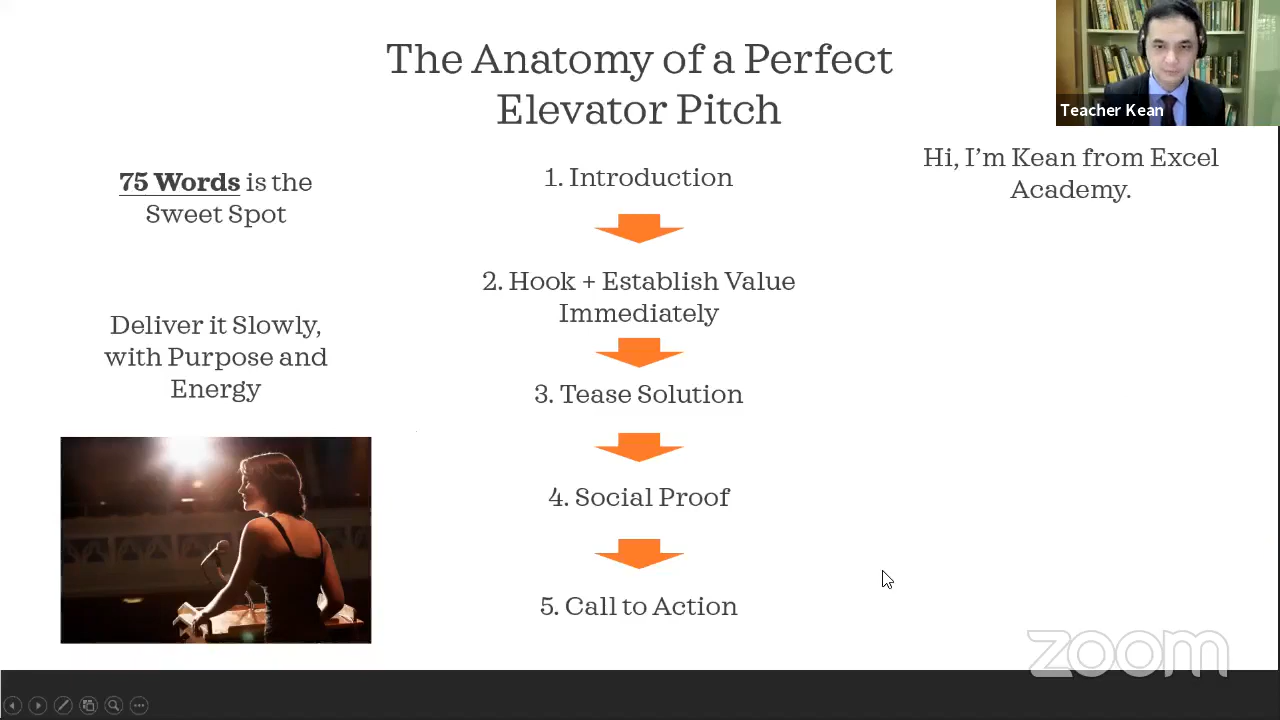 The Anatomy of a Perfect
Elevator Pitch
Teacher Kean
75 Words is the
Sweet Spot
Deliver it Slowly,
with Purpose and
Energy
1. Introduction
2. Hook + Establish Value
Immediately
3. Tease Solution
4. Social Proof
5. Call to Action
Hi, I’m Kean from Excel
Academy.
zoom